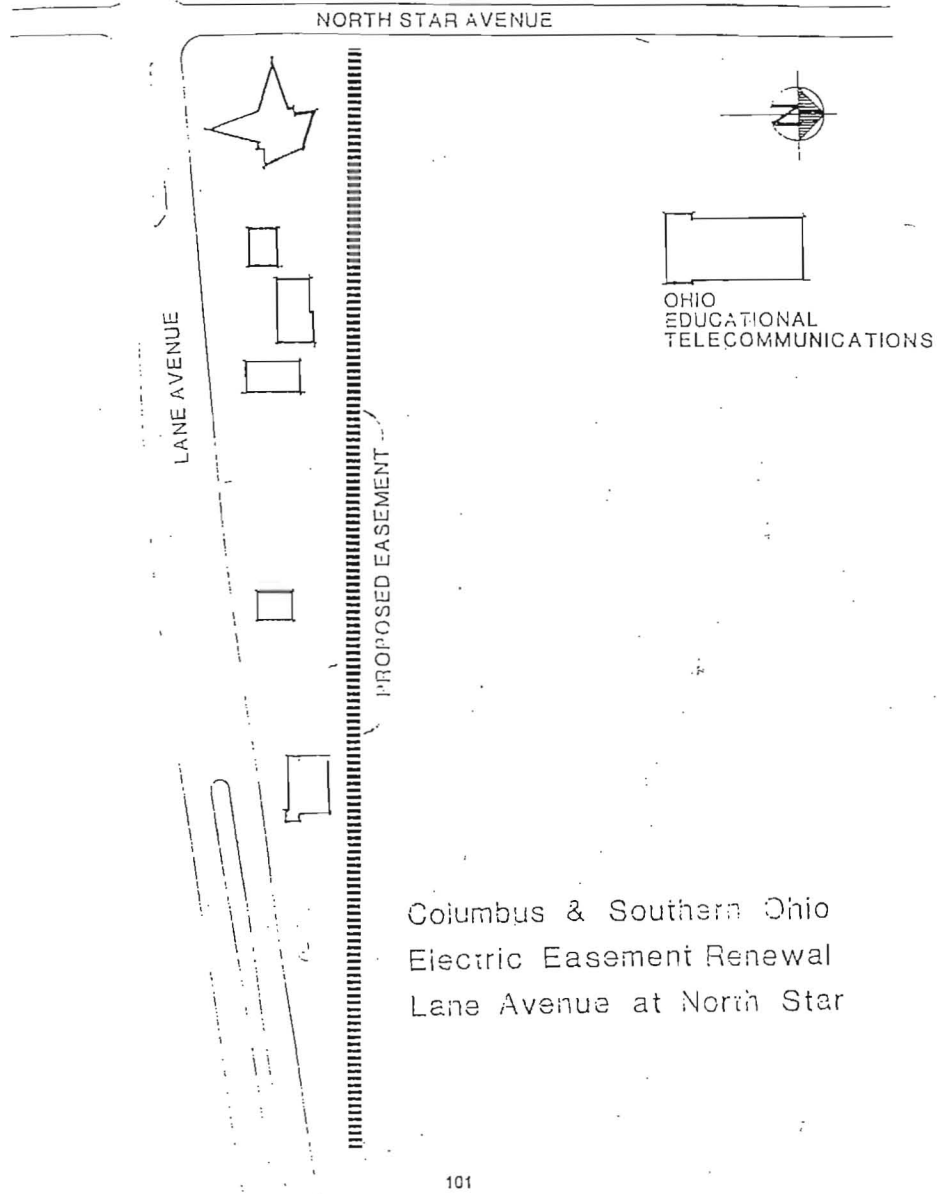 NORTH STAR AVENUE
LANE AVENUE
OHIO
EDUCATIONAL
TELECOMMUNICATIONS
PROPOSED EASEMENT
Columbus & Southern Ohio
Electric Easement Renewal
Lane Avenue at North Star
101